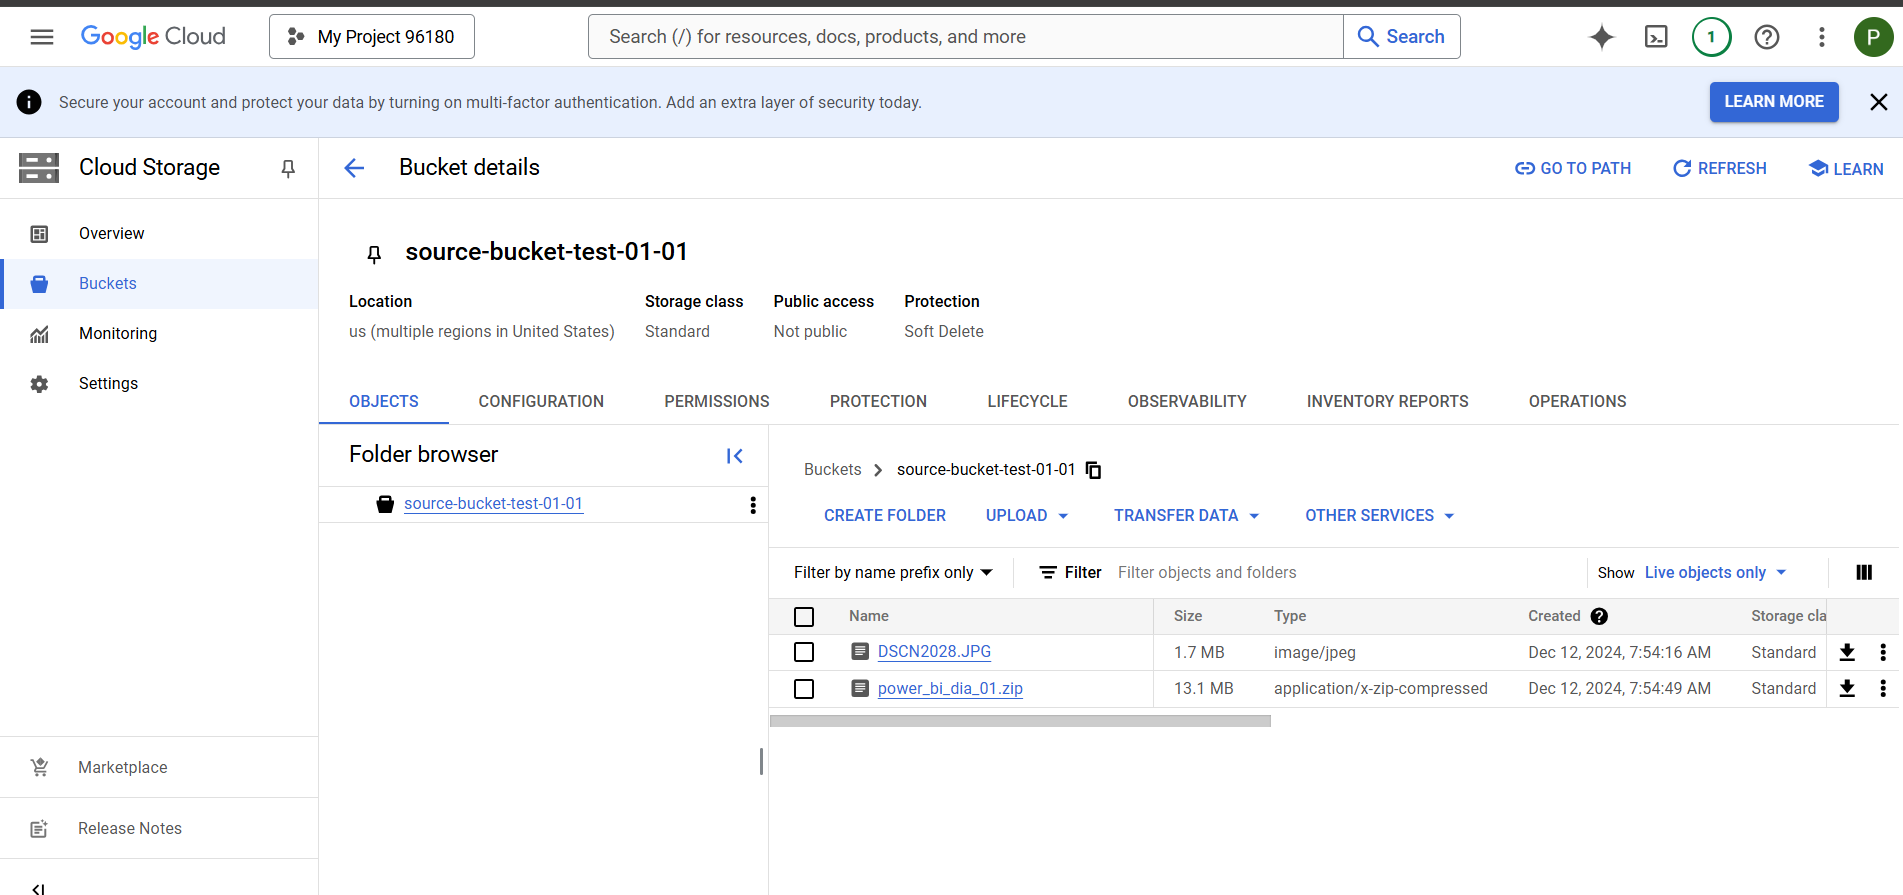 Google Cloud
My Project 96180
Search (/) for resources, docs, products, and more
Search
1
P
Secure your account and protect your data by turning on multi-factor authentication. Add an extra layer of security today.
LEARN MORE
Cloud Storage
Bucket details
GO TO PATH
REFRESH
LEARN
Overview
Buckets
Monitoring
Settings
Marketplace
Release Notes
source-bucket-test-01-01
Location Storage class Public access Protection
us (multiple regions in United States) Standard Not public Soft Delete
OBJECTS CONFIGURATION PERMISSIONS PROTECTION LIFECYCLE OBSERVABILITY INVENTORY REPORTS OPERATIONS
Folder browser
source-bucket-test-01-01
Buckets source-bucket-test-01-01
CREATE FOLDER UPLOAD TRANSFER DATA OTHER SERVICES
Filter by name prefix only Filter Filter objects and folders Show Live objects only
Name Size Type Created Storage cla
DSCN2028.JPG 1.7 MB image/jpeg Dec 12, 2024, 7:54:16 AM Standard
power_bi_dia_01.zip 13.1 MB application/x-zip-compressed Dec 12, 2024, 7:54:49 AM Standard